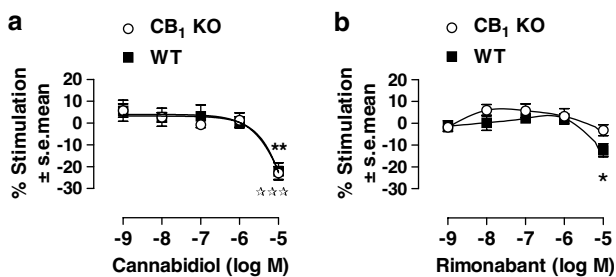 a
CB₁ KO
WT
% Stimulation
± s.e.mean
20
10
0
-10
-20
-30
**
☆☆☆
-9 -8 -7 -6 -5
Cannabidiol (log M)
b
CB₁ KO
WT
% Stimulation
± s.e.mean
20
10
0
-10
-20
-30
*
-9 -8 -7 -6 -5
Rimonabant (log M)